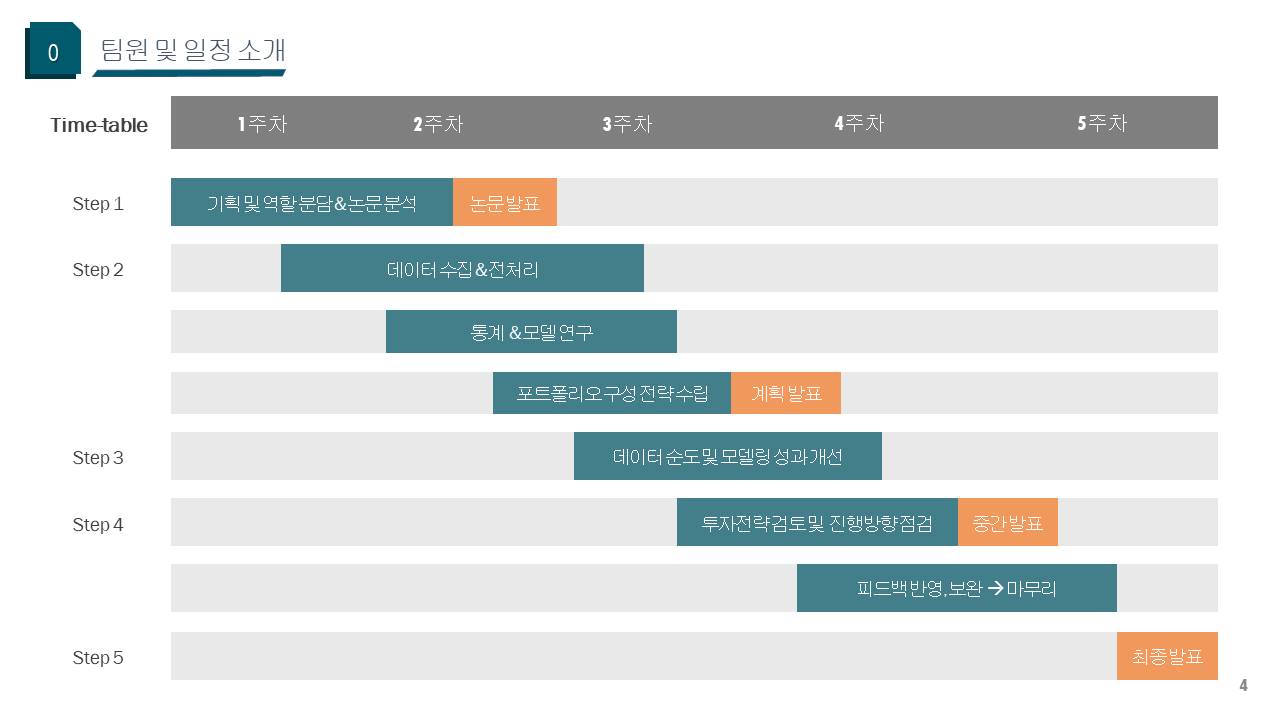 0
팀원 및 일정 소개
Time-table 1주차 2주차 3주차 4주차 5주차
Step 1 기획 및 역할 분담 & 논문 분석 논문 발표
Step 2 데이터 수집 & 전처리
통계 & 모델 연구
포트폴리오 구성 전략 수립 계획 발표
Step 3 데이터 순도 및 모델링 성과 개선
Step 4 투자전략 검토 및 진행방향 점검 중간 발표
피드백 반영, 보완 → 마무리
Step 5 최종 발표
4